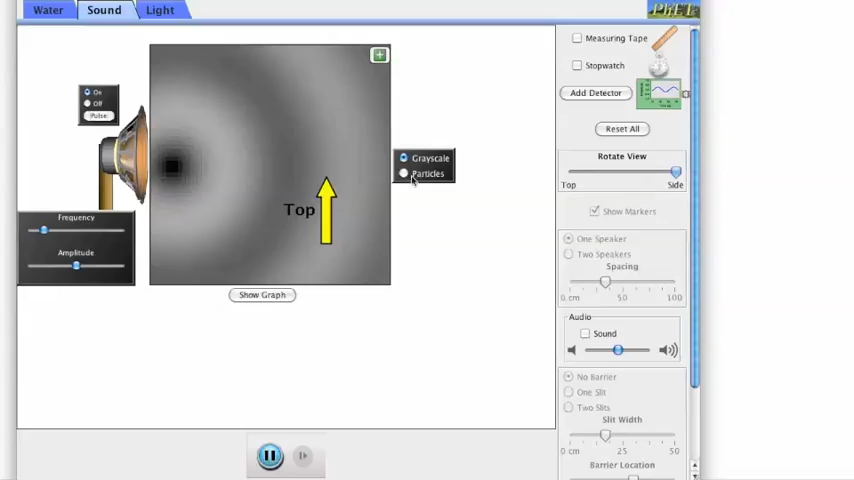 Water Sound Light PhET
Measuring Tape
On
Off
Pulse
Stopwatch
Add Detector
Reset All
Grayscale
Particles
Rotate View
Top Side
Top
Show Markers
Frequency
Amplitude
One Speaker
Two Speakers
Spacing
0 cm 50 100
Show Graph
Audio
Sound
No Barrier
One Slit
Two Slits
Slit Width
0 cm 25 50
Barrier Location